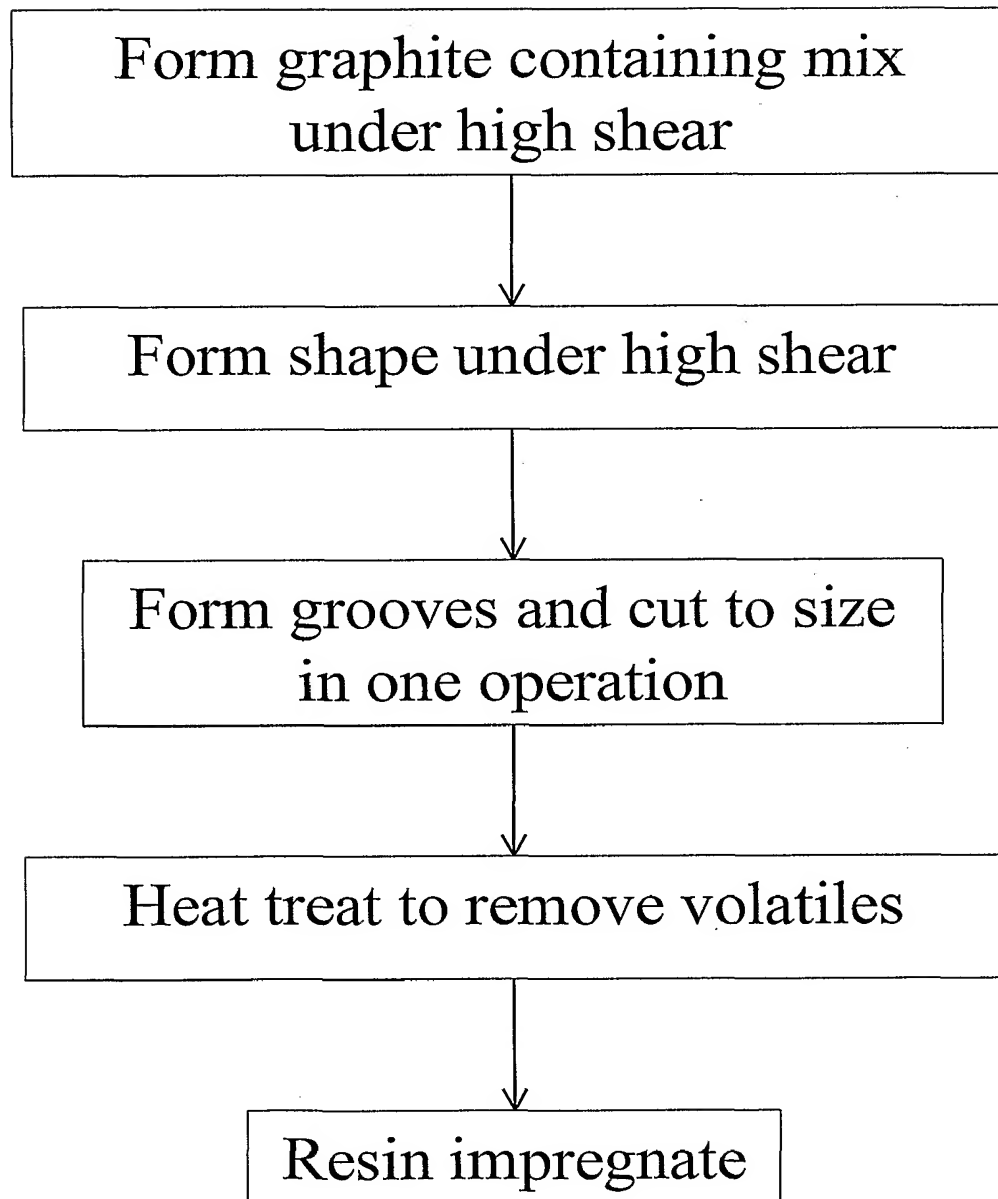 Form graphite containing mix
under high shear
Form shape under high shear
Form grooves and cut to size
in one operation
Heat treat to remove volatiles
Resin impregnate